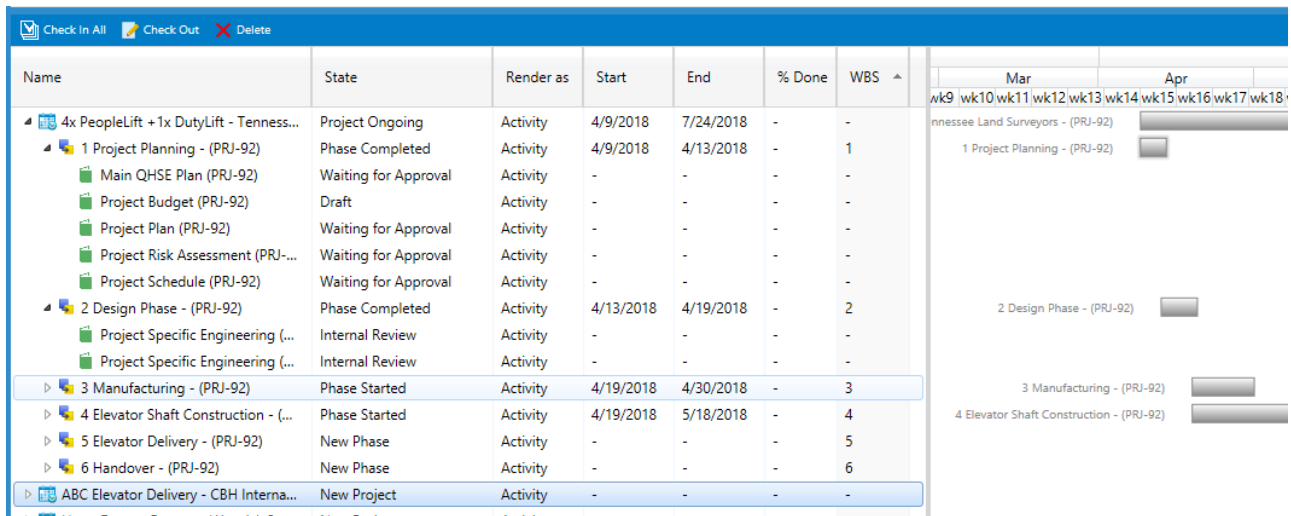 Check In All Check Out Delete
Name State Render as Start End % Done WBS
Mar Apr
wk9 wk10 wk11 wk12 wk13 wk14 wk15 wk16 wk17 wk18
4x PeopleLift +1x DutyLift - Tenness... Project Ongoing Activity 4/9/2018 7/24/2018 - - nnessee Land Surveyors - (PRJ-92)
1 Project Planning - (PRJ-92) Phase Completed Activity 4/9/2018 4/13/2018 - 1 1 Project Planning - (PRJ-92)
Main QHSE Plan (PRJ-92) Waiting for Approval Activity - - - -
Project Budget (PRJ-92) Draft Activity - - - -
Project Plan (PRJ-92) Waiting for Approval Activity - - - -
Project Risk Assessment (PRJ-... Waiting for Approval Activity - - - -
Project Schedule (PRJ-92) Waiting for Approval Activity - - - -
2 Design Phase - (PRJ-92) Phase Completed Activity 4/13/2018 4/19/2018 - 2 2 Design Phase - (PRJ-92)
Project Specific Engineering (... Internal Review Activity - - - -
Project Specific Engineering (... Internal Review Activity - - - -
3 Manufacturing - (PRJ-92) Phase Started Activity 4/19/2018 4/30/2018 - 3 3 Manufacturing - (PRJ-92)
4 Elevator Shaft Construction - (... Phase Started Activity 4/19/2018 5/18/2018 - 4 4 Elevator Shaft Construction - (PRJ-92)
5 Elevator Delivery - (PRJ-92) New Phase Activity - - - 5
6 Handover - (PRJ-92) New Phase Activity - - - 6
ABC Elevator Delivery - CBH Interna... New Project Activity - - - -